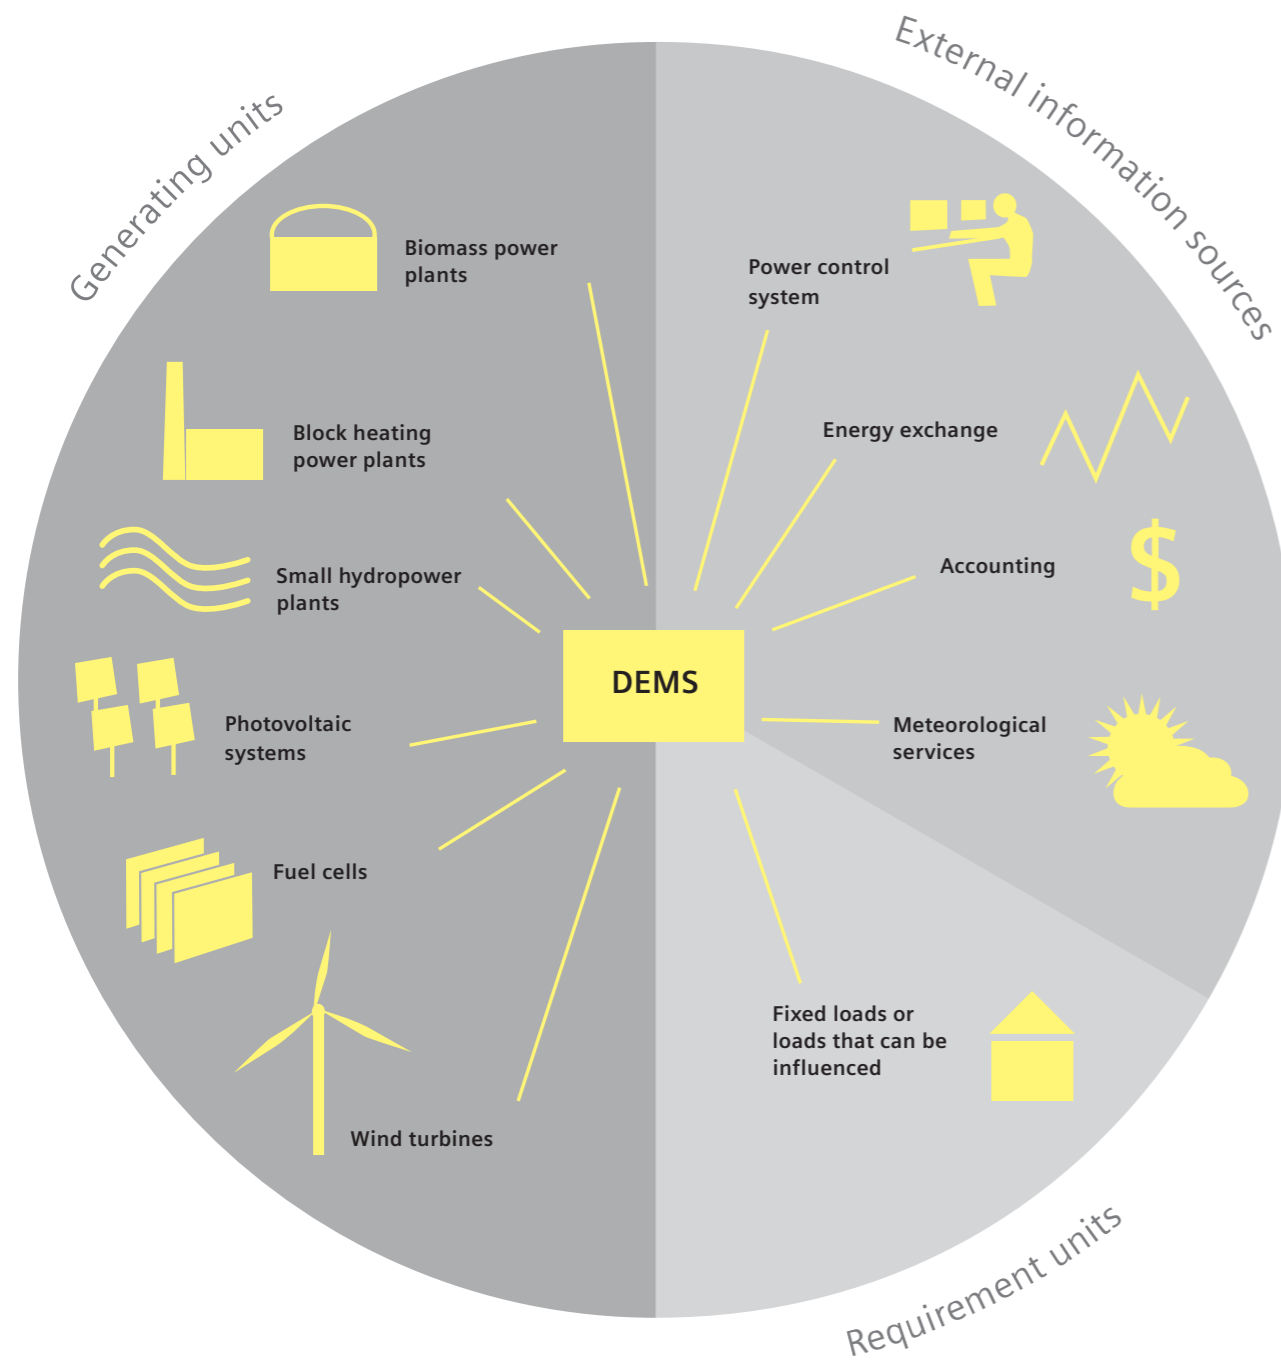 Generating units
External information sources
Biomass power
plants
Power control
system
Block heating
power plants
Energy exchange
Small hydropower
plants
Accounting
$
DEMS
Photovoltaic
systems
Meteorological
services
Fuel cells
Fixed loads or
loads that can be
influenced
Wind turbines
Requirement units